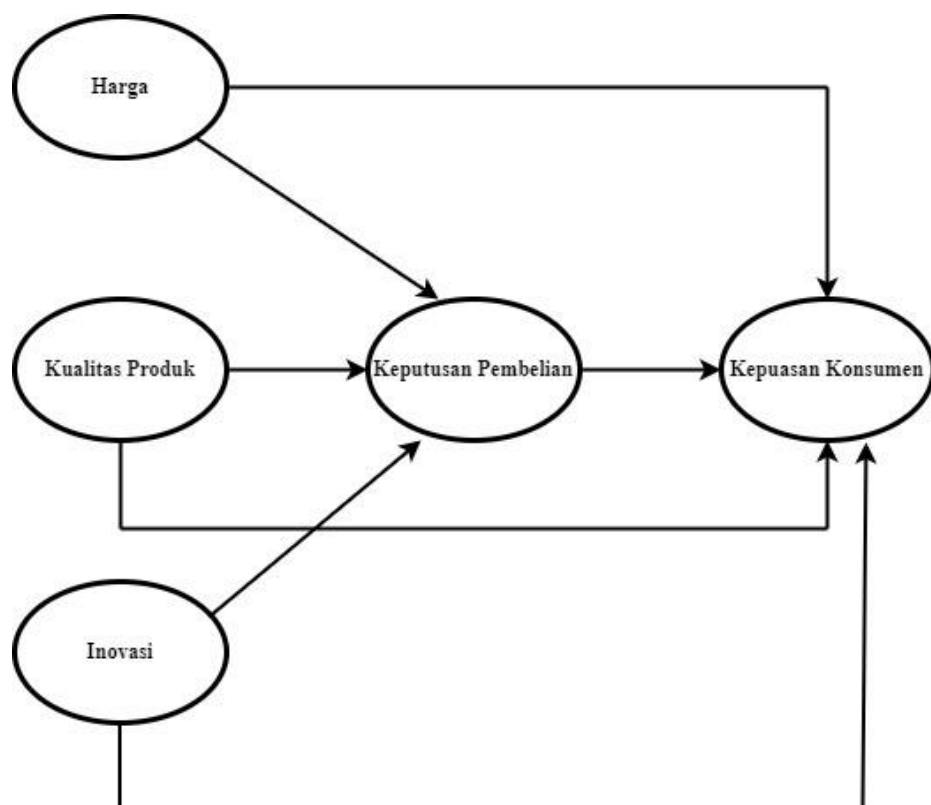 Harga
Kualitas Produk
Keputusan Pembelian
Kepuasan Konsumen
Inovasi